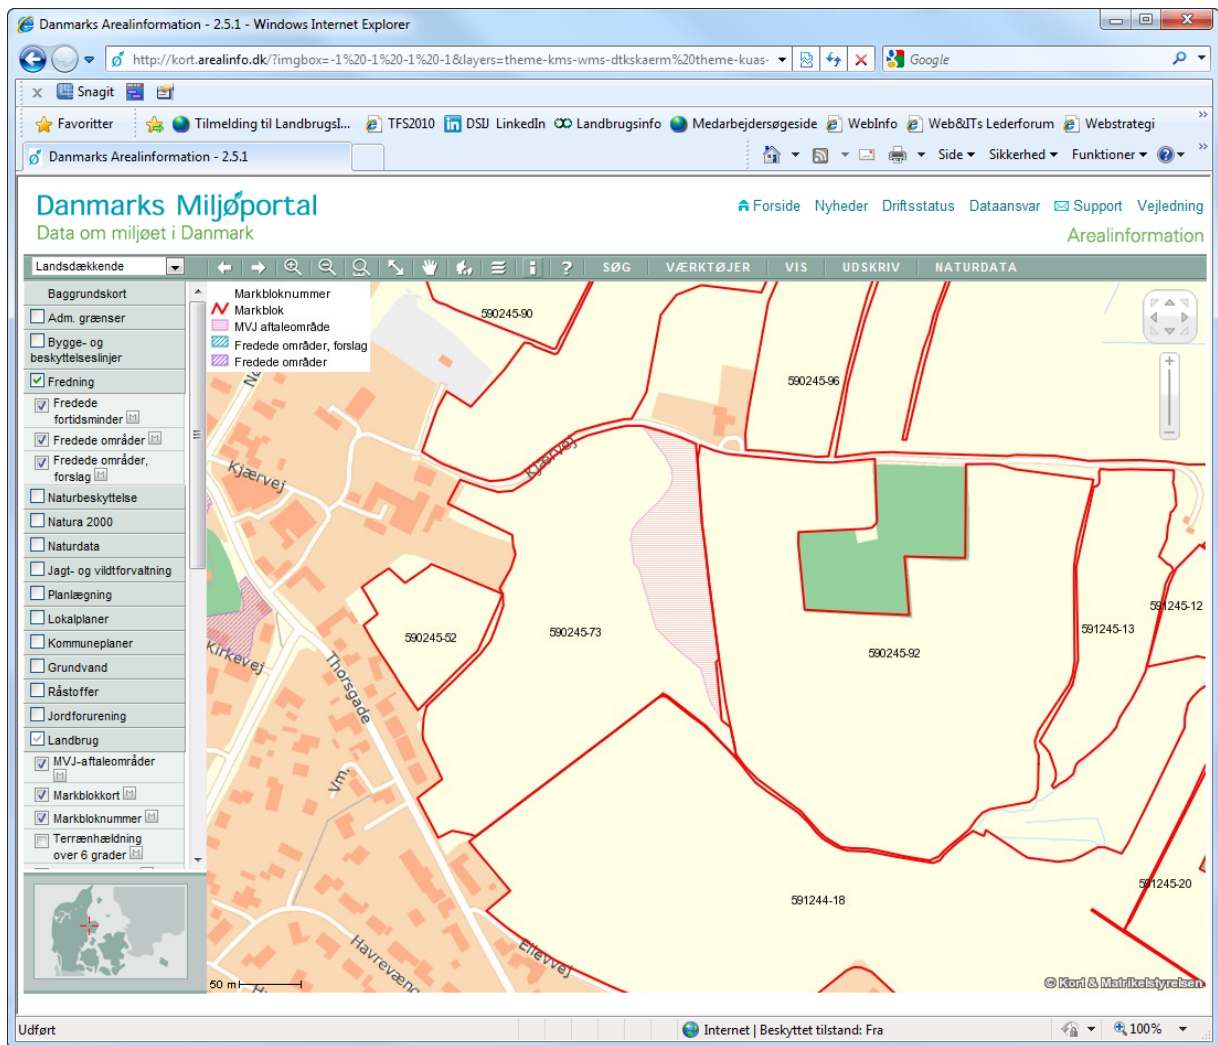 Danmarks Arealinformation - 2.5.1 - Windows Internet Explorer
http://kort.arealinfo.dk/?imgbox=-1%20-1%20-1%20-1&layers=theme-kms-wms-dtkskaerm%20theme-kuas-
Google
x Snagit
Favoritter Tilmelding til LandbrugsI... TFS2010 DSIJ LinkedIn Landbrugsinfo Medarbejdersøgeside WebInfo Web&ITs Lederforum Webstrategi
Danmarks Arealinformation - 2.5.1
Side Sikkerhed Funktioner
Danmarks Miljøportal
Data om miljøet i Danmark
Forside Nyheder Driftsstatus Dataansvar Support Vejledning
Arealinformation
Landsdækkende
SØG VÆRKTØJER VIS UDSKRIV NATURDATA
Baggrundskort
Adm. grænser
Bygge- og
beskyttelseslinjer
Fredning
Fredede
fortidsminder M
Fredede områder M
Fredede områder,
forslag M
Naturbeskyttelse
Natura 2000
Naturdata
Jagt- og vildtforvaltning
Planlægning
Lokalplaner
Kommuneplaner
Grundvand
Råstoffer
Jordforurening
Landbrug
MVJ-aftaleområder
M
Markblokkort M
Markbloknummer M
Terrænhældning
over 6 grader M
Markbloknummer
Markblok
MVJ aftaleområde
Fredede områder, forslag
Fredede områder
590245-90
590245-96
Kjærvej
Kjærvej
591245-12
591245-13
590245-52
590245-73
590245-92
Kirkevej
Thorsgade
Vm.
591245-20
591244-18
Havrevæng
Ellevej
50 m
© Kort & Matrikelstyrelsen
Udført
Internet | Beskyttet tilstand: Fra
100%